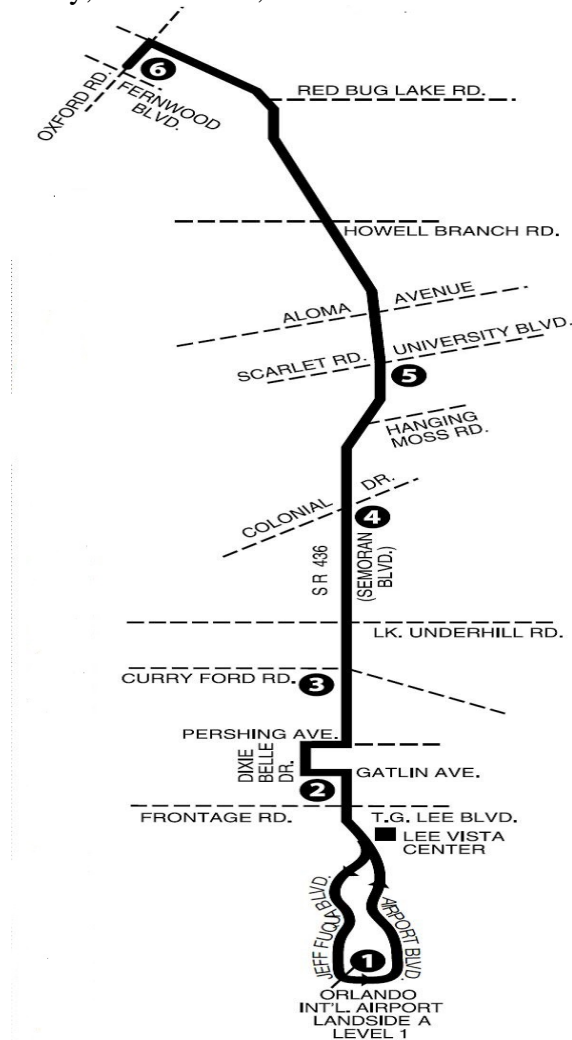 6
OXFORD RD.
FERNWOOD
BLVD.
RED BUG LAKE RD.
HOWELL BRANCH RD.
ALOMA AVENUE
SCARLET RD. UNIVERSITY BLVD.
5
HANGING
MOSS RD.
COLONIAL DR.
4
S R 436
(SEMORAN
BLVD.)
LK. UNDERHILL RD.
CURRY FORD RD.
3
PERSHING AVE.
DIXIE
BELLE
DR.
GATLIN AVE.
2
FRONTAGE RD.
T.G. LEE BLVD.
LEE VISTA
CENTER
JEFF FUQUA BLVD.
AIRPORT BLVD.
1
ORLANDO
INT'L. AIRPORT
LANDSIDE A
LEVEL 1